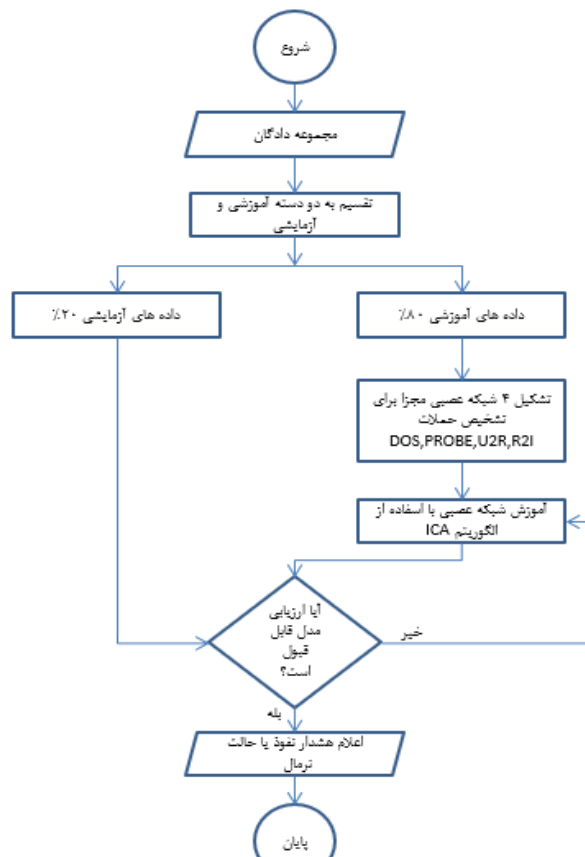 شروع
مجموعه دادگان
تقسیم به دو دسته آموزشی و
آزمایشی
داده های آموزشی ۸۰٪
داده های آزمایشی ۲۰٪
تشکیل ۴ شبکه عصبی مجزا برای
تشخیص حملات
DOS,PROBE,U2R,R2I
آموزش شبکه عصبی با اسفاده از
الگوریتم ICA
آیا ارزیابی
مدل قابل
قبول
است؟
خیر
بله
اعلام هشدار نفوذ یا حالت
نرمال
پایان